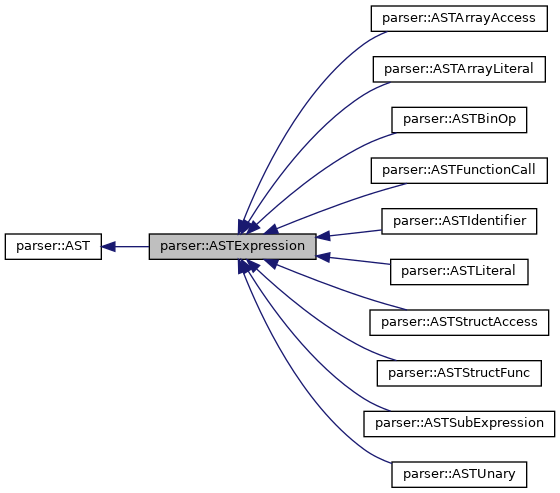 parser::ASTArrayAccess
parser::ASTArrayLiteral
parser::ASTBinOp
parser::ASTFunctionCall
parser::ASTIdentifier
parser::AST
parser::ASTExpression
parser::ASTLiteral
parser::ASTStructAccess
parser::ASTStructFunc
parser::ASTSubExpression
parser::ASTUnary